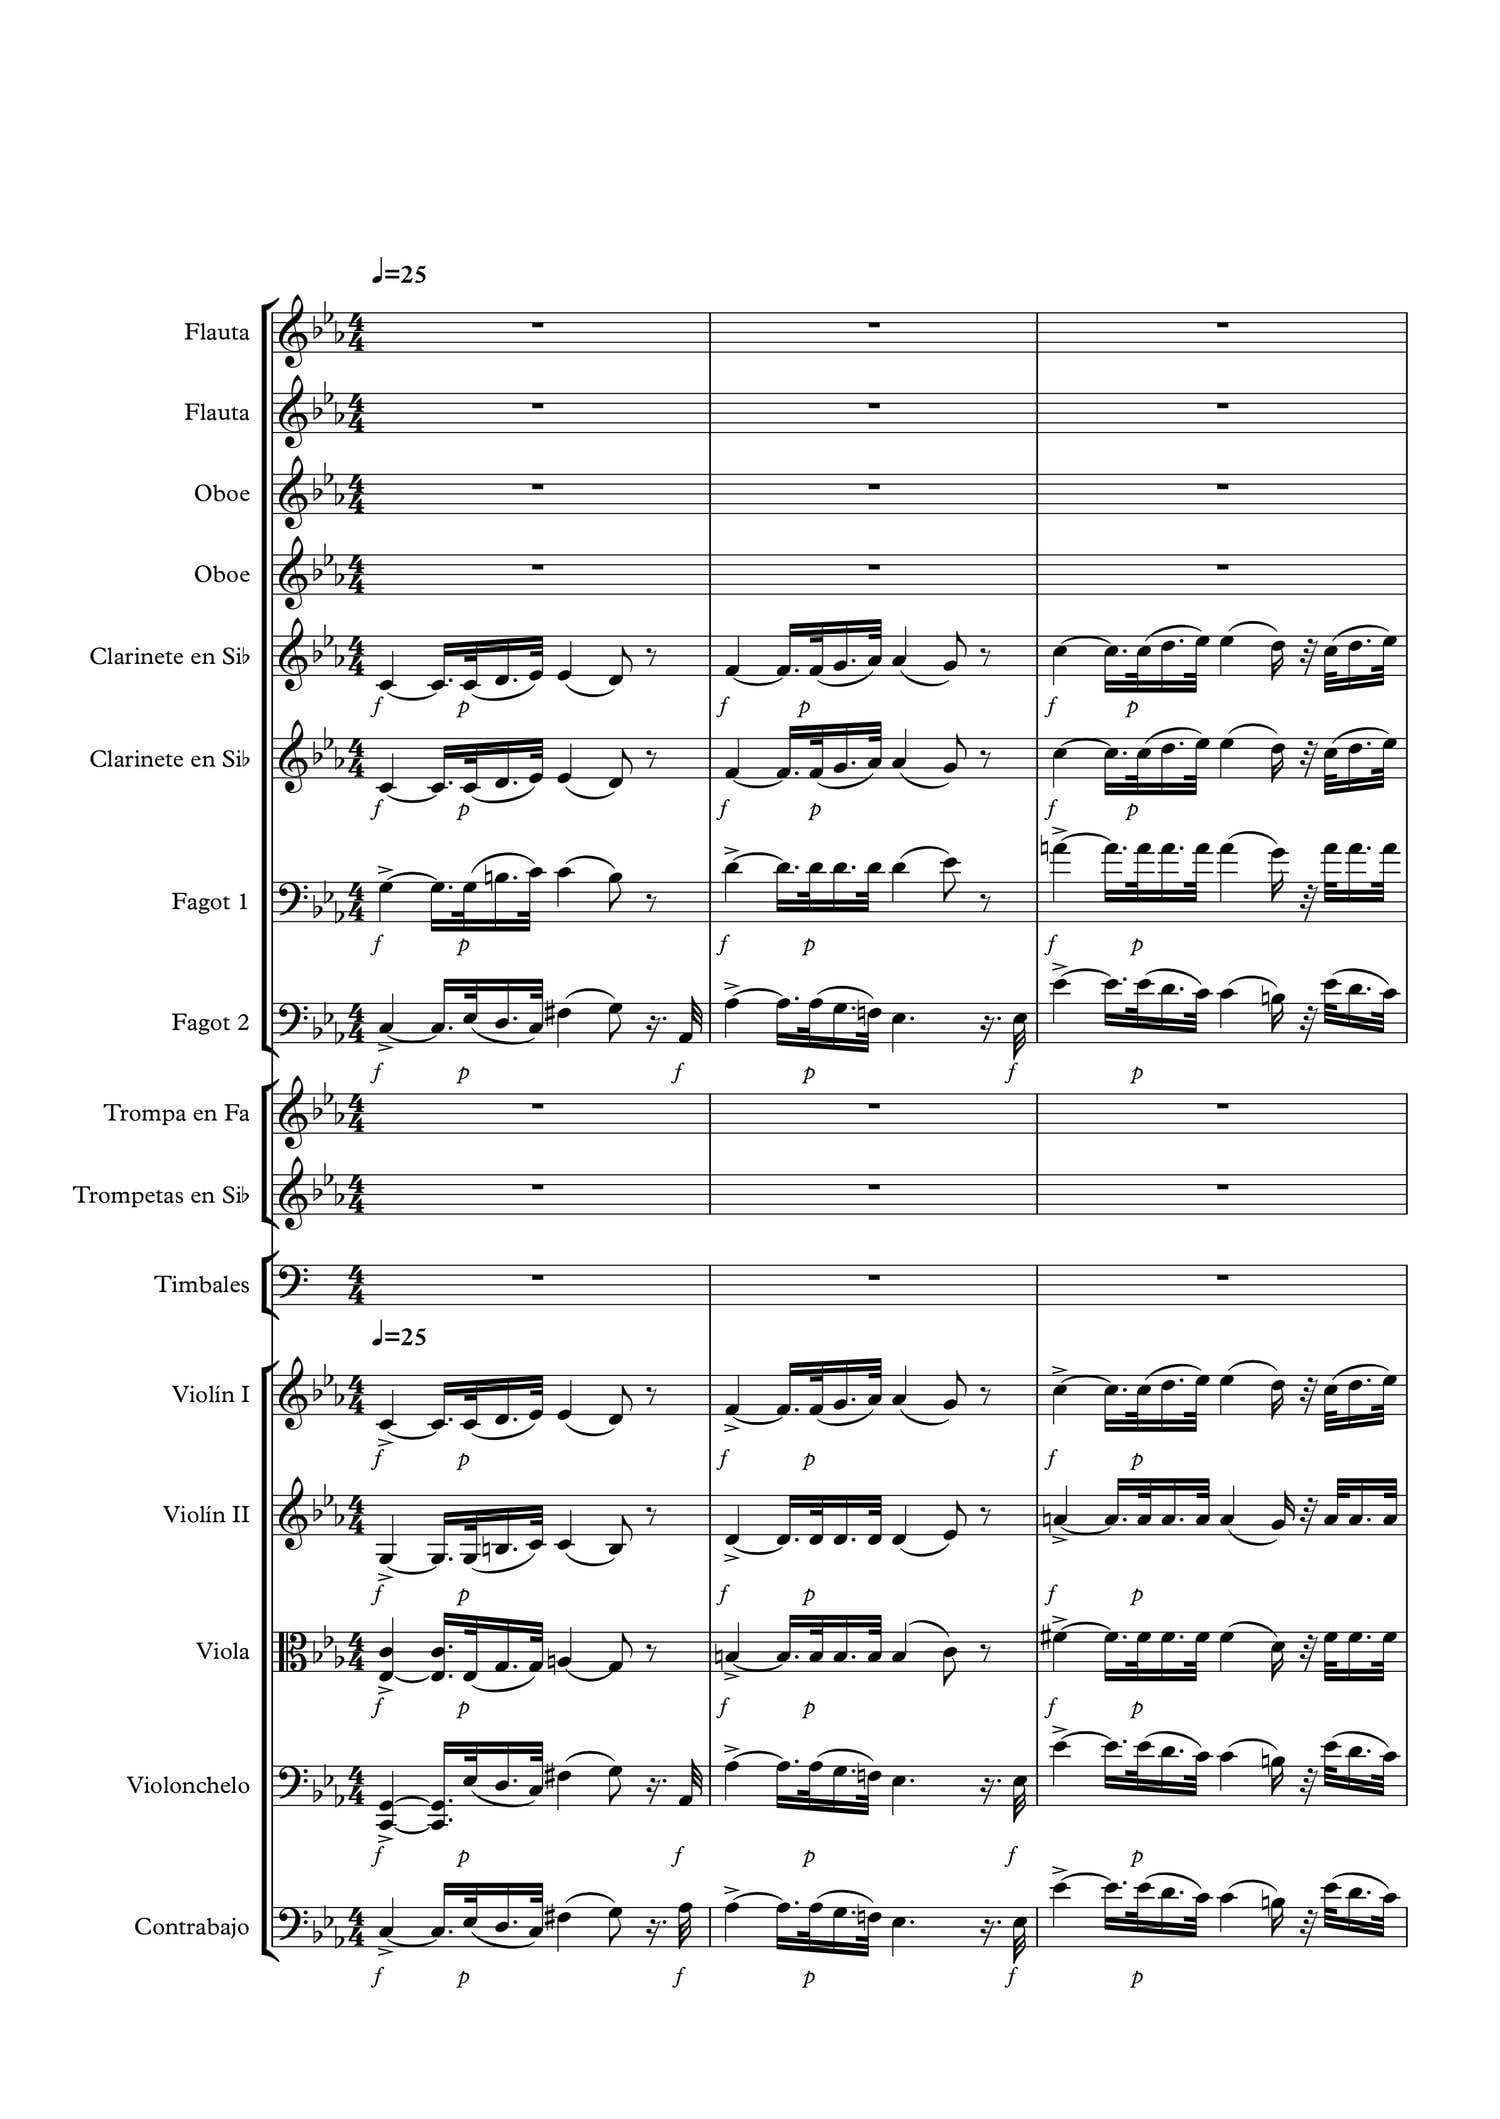 ♩=25
Flauta
Flauta
Oboe
Oboe
Clarinete en Si♭
f p f p f p
Clarinete en Si♭
f p f p f p
Fagot 1
f p f p f p
Fagot 2
f p f p f p
Trompa en Fa
Trompetas en Si♭
Timbales
♩=25
Violín I
f p f p f p
Violín II
f p f p f p
Viola
f p f p f p
Violonchelo
f p f p f p
Contrabajo
f p f p f p